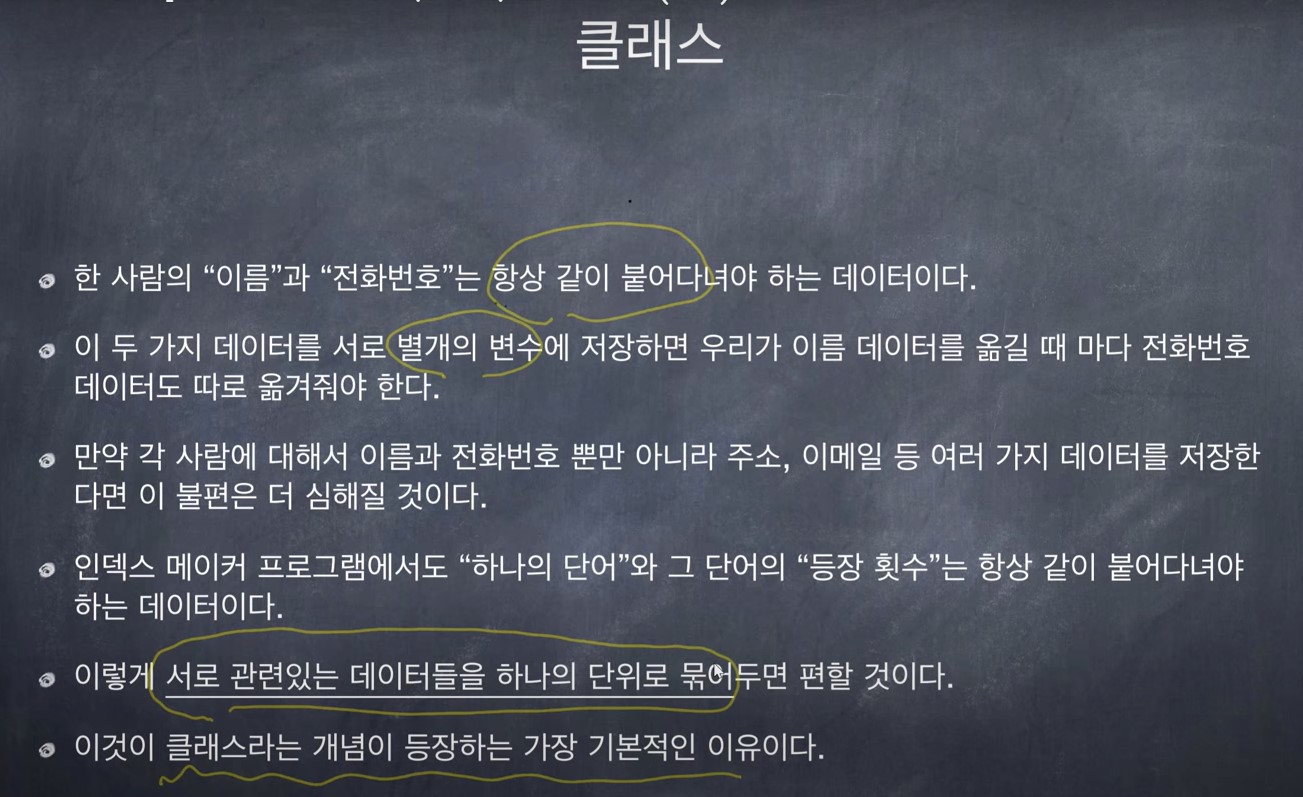 클래스
한 사람의 “이름”과 “전화번호”는 항상 같이 붙어다녀야 하는 데이터이다.
이 두 가지 데이터를 서로 별개의 변수에 저장하면 우리가 이름 데이터를 옮길 때 마다 전화번호
데이터도 따로 옮겨줘야 한다.
만약 각 사람에 대해서 이름과 전화번호 뿐만 아니라 주소, 이메일 등 여러 가지 데이터를 저장한
다면 이 불편은 더 심해질 것이다.
인덱스 메이커 프로그램에서도 “하나의 단어”와 그 단어의 “등장 횟수”는 항상 같이 붙어다녀야
하는 데이터이다.
이렇게 서로 관련있는 데이터들을 하나의 단위로 묶어두면 편할 것이다.
이것이 클래스라는 개념이 등장하는 가장 기본적인 이유이다.